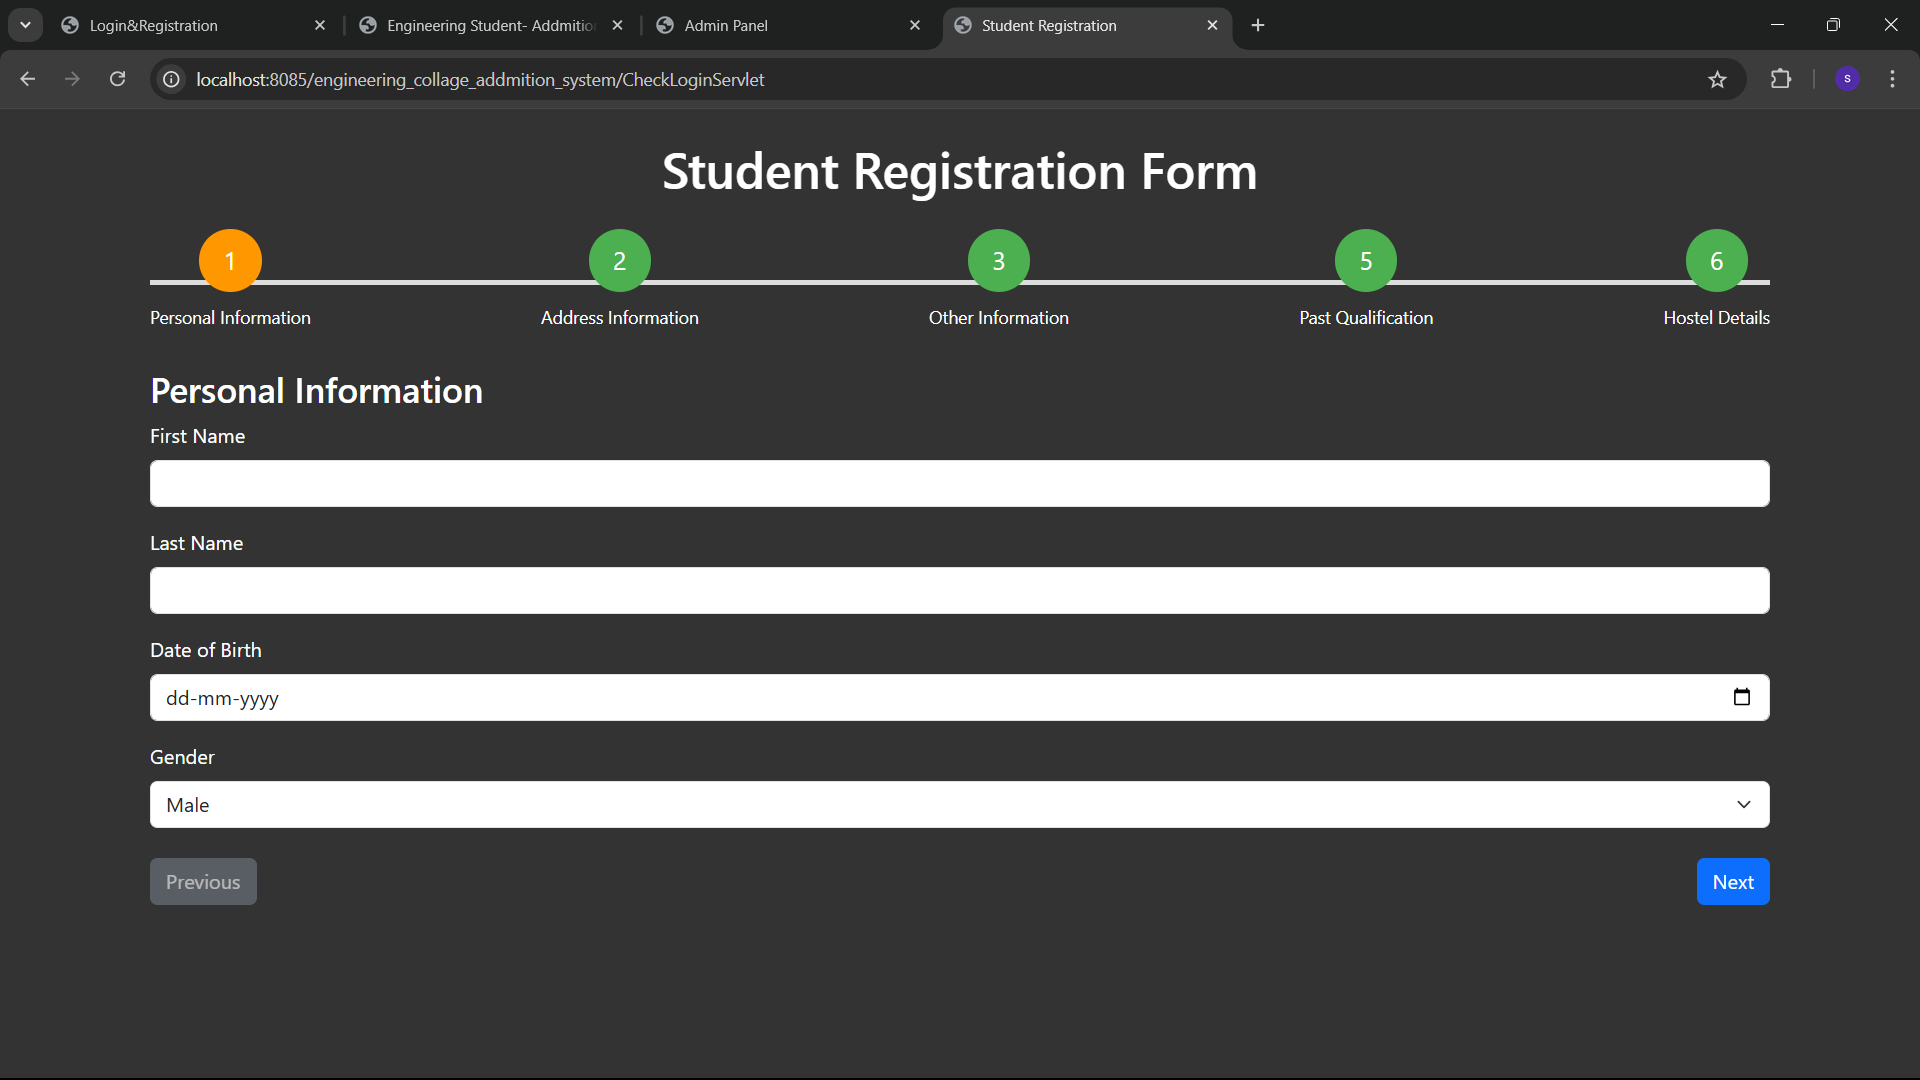 Login&Registration
Engineering Student- Addmitio
Admin Panel
Student Registration
localhost:8085/engineering_collage_addmition_system/CheckLoginServlet
S
Student Registration Form
1 2 3 5 6
Personal Information Address Information Other Information Past Qualification Hostel Details
Personal Information
First Name
Last Name
Date of Birth
dd-mm-yyyy
Gender
Male
Previous Next